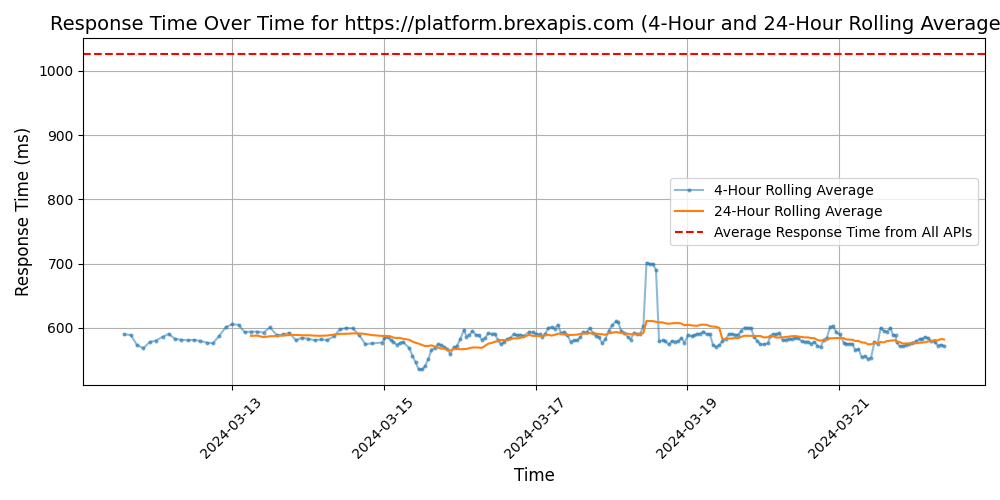 Response Time Over Time for https://platform.brexapis.com (4-Hour and 24-Hour Rolling Average
Response Time (ms)
1000
900
800
700
600
4-Hour Rolling Average
24-Hour Rolling Average
Average Response Time from All APIs
2024-03-13
2024-03-15
2024-03-17
2024-03-19
2024-03-21
Time